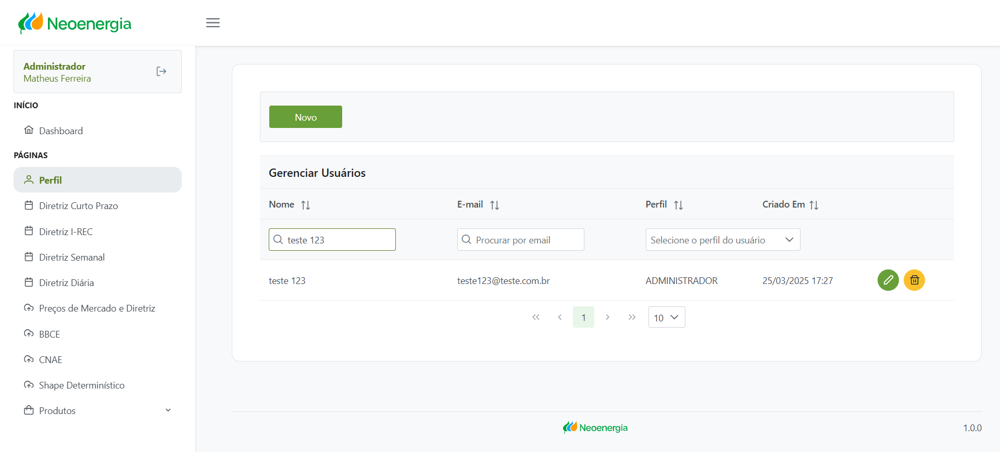 Neoenergia
Administrador
Matheus Ferreira
INÍCIO
Dashboard
PÁGINAS
Perfil
Diretriz Curto Prazo
Diretriz I-REC
Diretriz Semanal
Diretriz Diária
Preços de Mercado e Diretriz
BBCE
CNAE
Shape Determinístico
Produtos
Novo
Gerenciar Usuários
Nome E-mail Perfil Criado Em
teste 123 Procurar por email Selecione o perfil do usuário
teste 123 teste123@teste.com.br ADMINISTRADOR 25/03/2025 17:27
1 10
Neoenergia 1.0.0